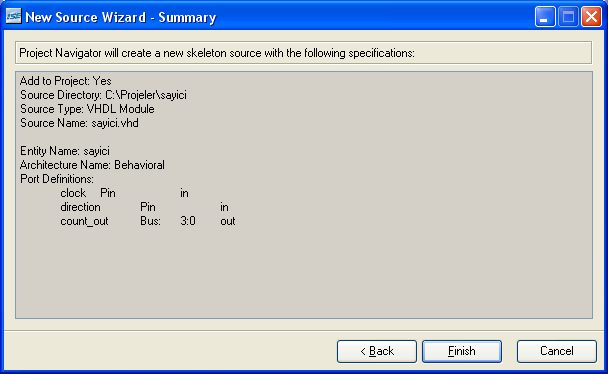 ISE New Source Wizard - Summary
Project Navigator will create a new skeleton source with the following specifications:
Add to Project: Yes
Source Directory: C:\Projeler\sayici
Source Type: VHDL Module
Source Name: sayici.vhd
Entity Name: sayici
Architecture Name: Behavioral
Port Definitions:
clock Pin in
direction Pin in
count_out Bus: 3:0 out
< Back Finish Cancel